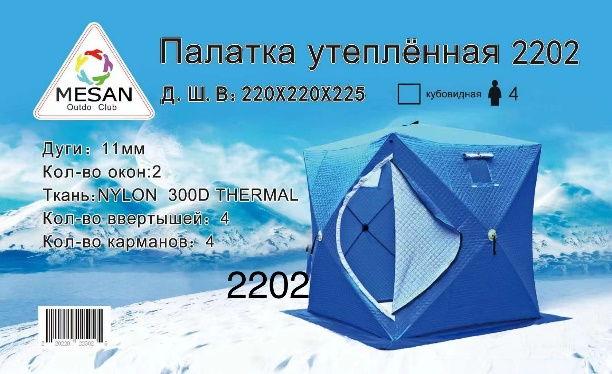 MESAN
Outdo Club
Палатка утеплённая 2202
Д. Ш. В: 220X220X225
кубовидная 4
Дуги: 11мм
Кол-во окон:2
Ткань:NYLON 300D THERMAL
Кол-во ввертышей: 4
Кол-во карманов: 4
2202